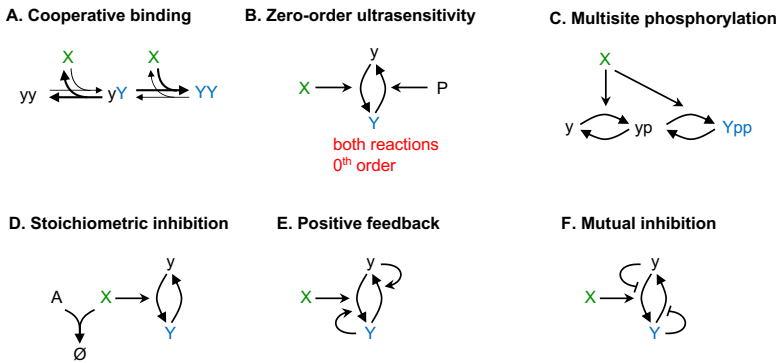 A. Cooperative binding
X X
yy yY YY
B. Zero-order ultrasensitivity
y
X P
Y
both reactions
0th order
C. Multisite phosphorylation
X
y yp Ypp
D. Stoichiometric inhibition
y
A X
Y
Ø
E. Positive feedback
y
X
Y
F. Mutual inhibition
y
X
Y